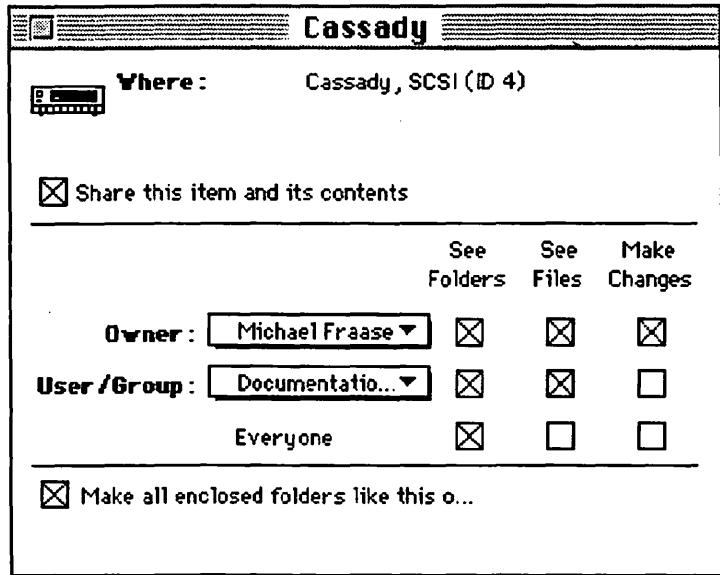 Cassady
Where: Cassady, SCSI (ID 4)
Share this item and its contents
See Folders See Files Make Changes
Owner: Michael Fraase
User/Group: Documentatio...
Everyone
Make all enclosed folders like this o...